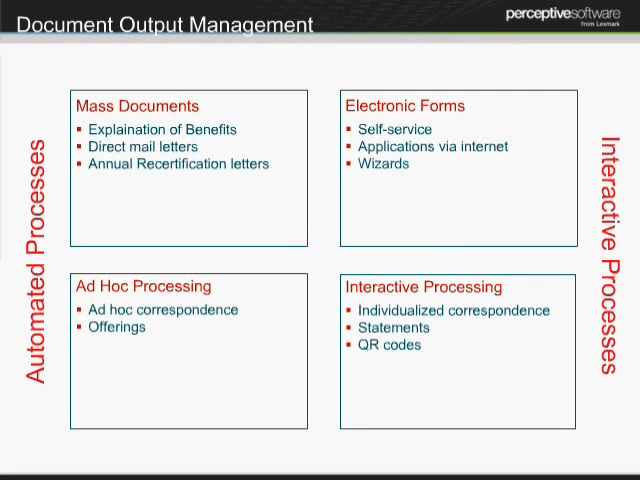 Document Output Management
perceptivesoftware
from Lexmark
Automated Processes
Mass Documents
Explaination of Benefits
Direct mail letters
Annual Recertification letters
Electronic Forms
Self-service
Applications via internet
Wizards
Ad Hoc Processing
Ad hoc correspondence
Offerings
Interactive Processing
Individualized correspondence
Statements
QR codes
Interactive Processes